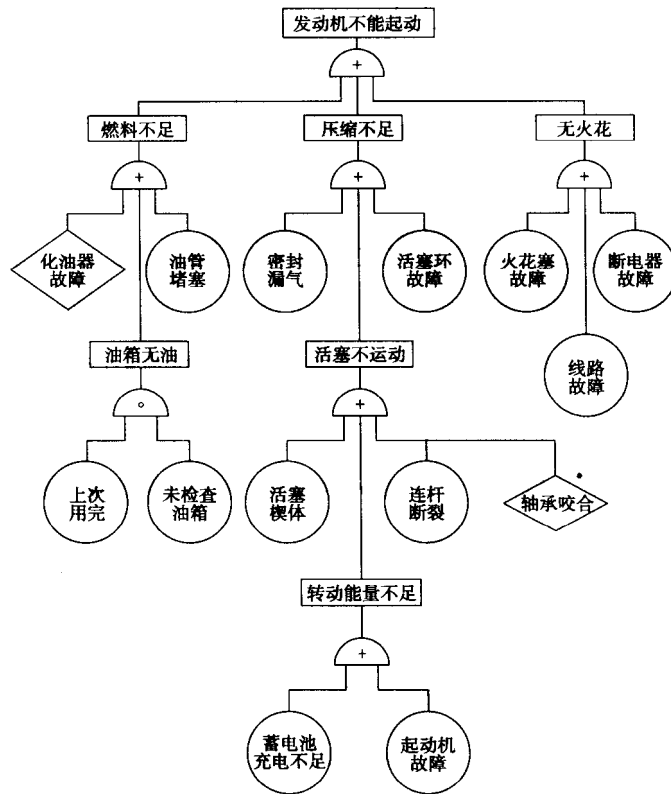 发动机不能起动
+
燃料不足
压缩不足
无火花
+
+
+
化油器
故障
油管
堵塞
密封
漏气
活塞环
故障
火花塞
故障
断电器
故障
油箱无油
活塞不运动
线路
故障
+
上次
用完
未检查
油箱
活塞
楔体
连杆
断裂
轴承咬合
转动能量不足
+
蓄电池
充电不足
起动机
故障